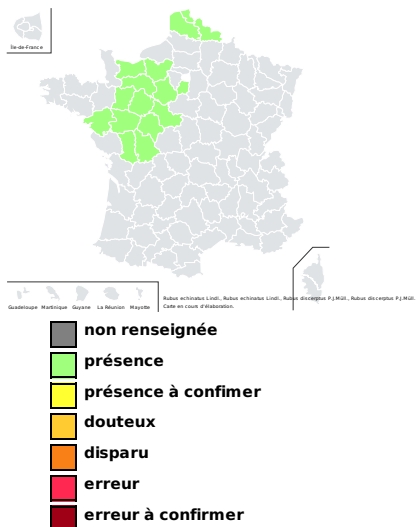 Île-de-France
Guadeloupe Martinique Guyane La Réunion Mayotte
Rubus echinatus Lindl., Rubus echinatus Lindl., Rubus discerptus P.J.Müll., Rubus discerptus P.J.Müll.
Carte en cours d'élaboration.
non renseignée
présence
présence à confimer
douteux
disparu
erreur
erreur à confirmer